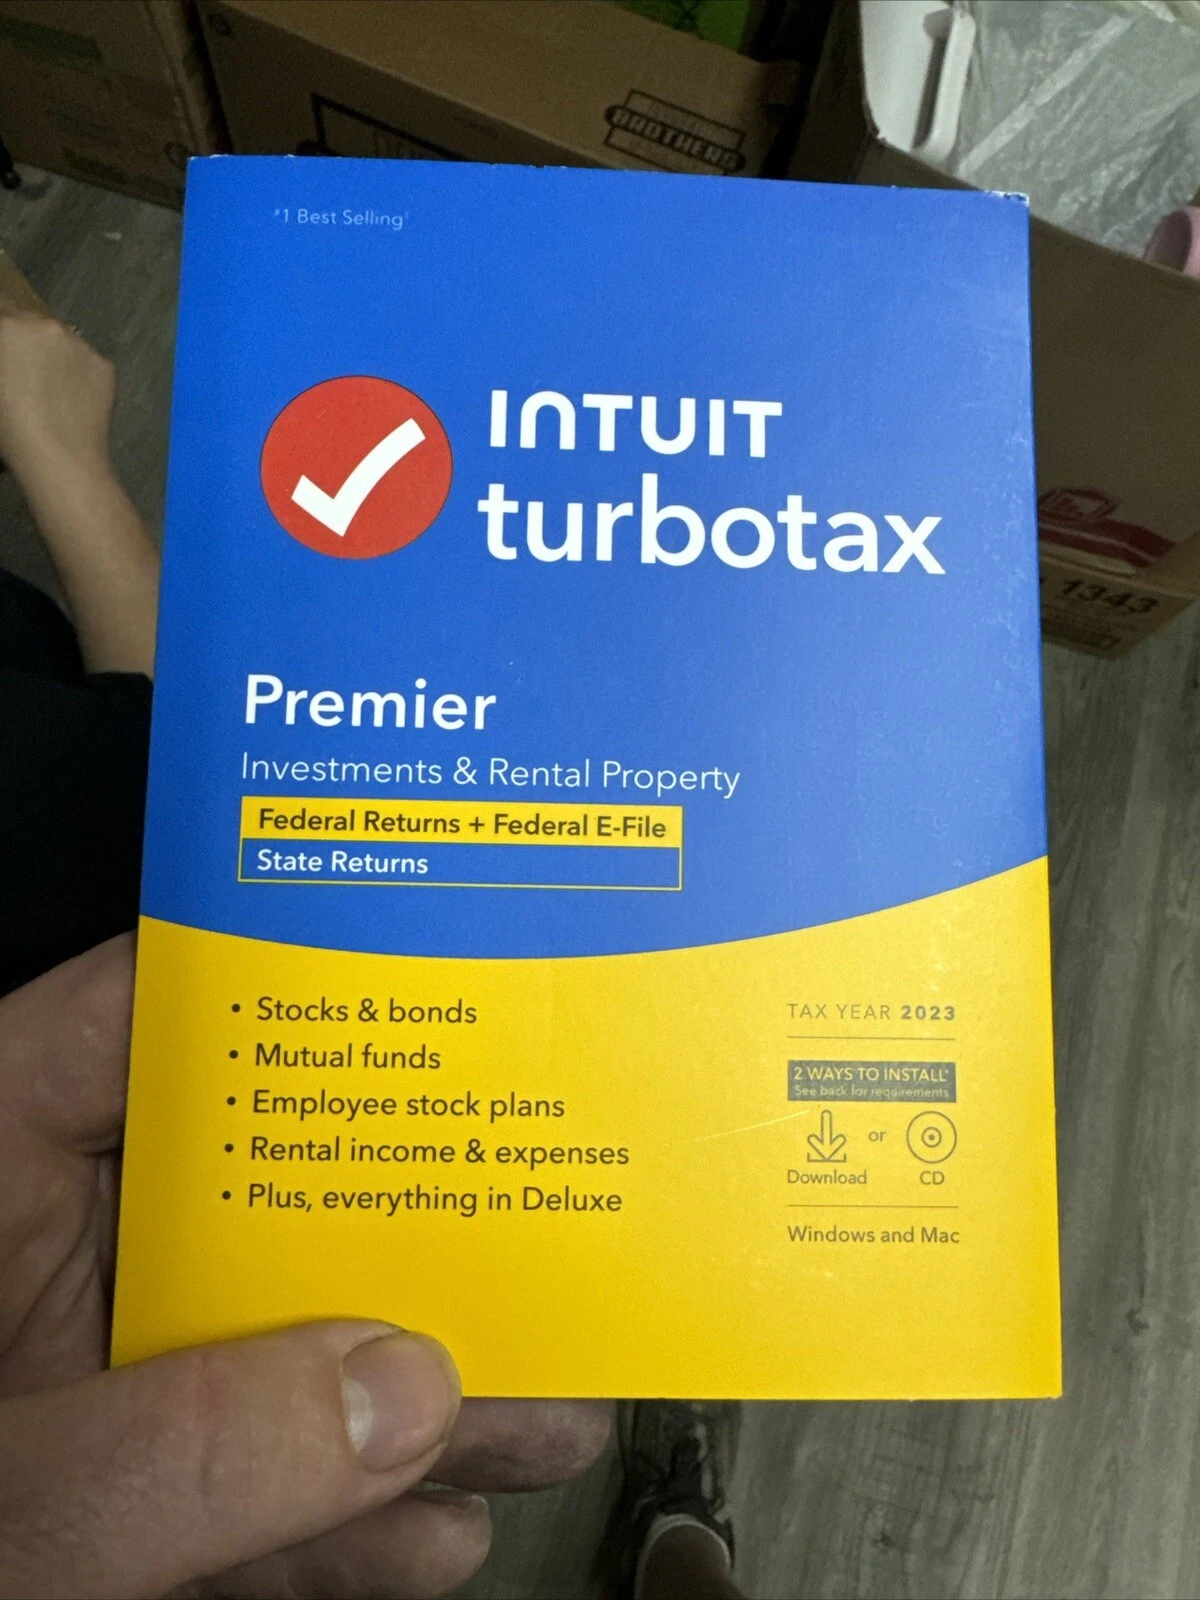 BROTHERS
#1 Best Selling†
INTUIT
turbotax
Premier
Investments & Rental Property
Federal Returns + Federal E-File
State Returns
• Stocks & bonds
• Mutual funds
• Employee stock plans
• Rental income & expenses
• Plus, everything in Deluxe
TAX YEAR 2023
2 WAYS TO INSTALL*
See back for requirements
Download
or
CD
Windows and Mac
1343